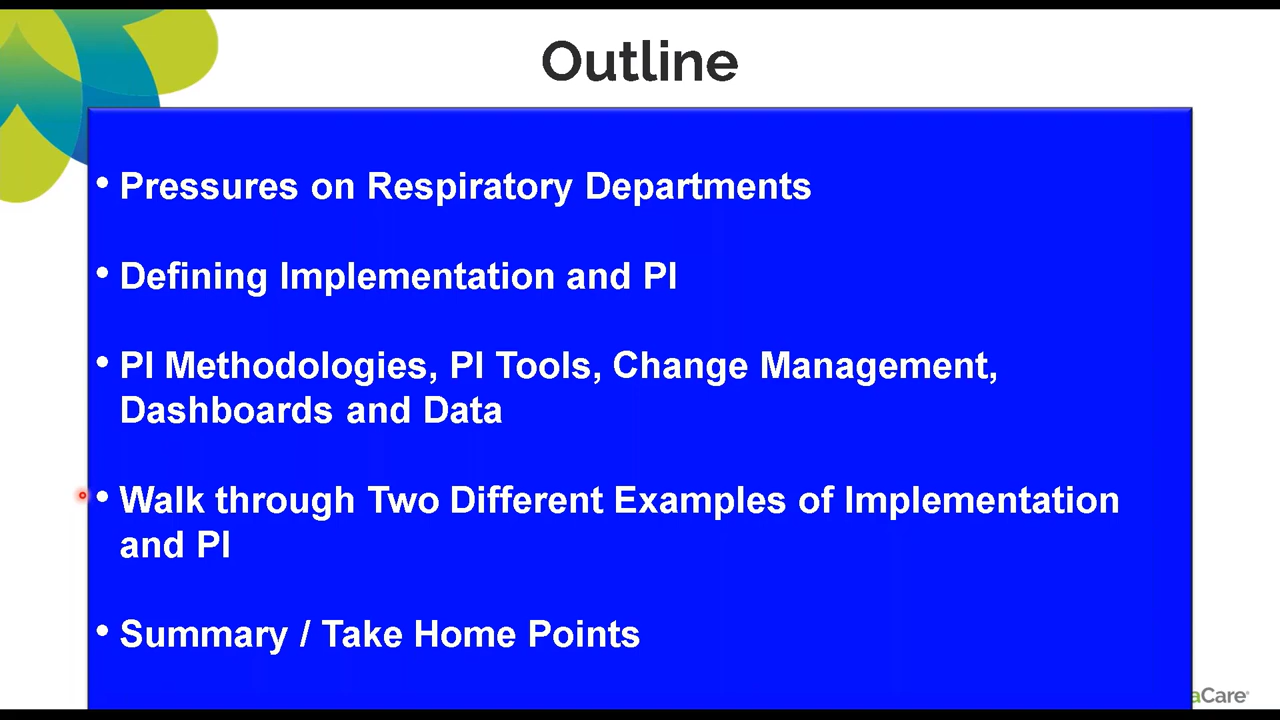 Outline
• Pressures on Respiratory Departments
• Defining Implementation and PI
• PI Methodologies, PI Tools, Change Management,
Dashboards and Data
• Walk through Two Different Examples of Implementation
and PI
• Summary / Take Home Points
aCare®